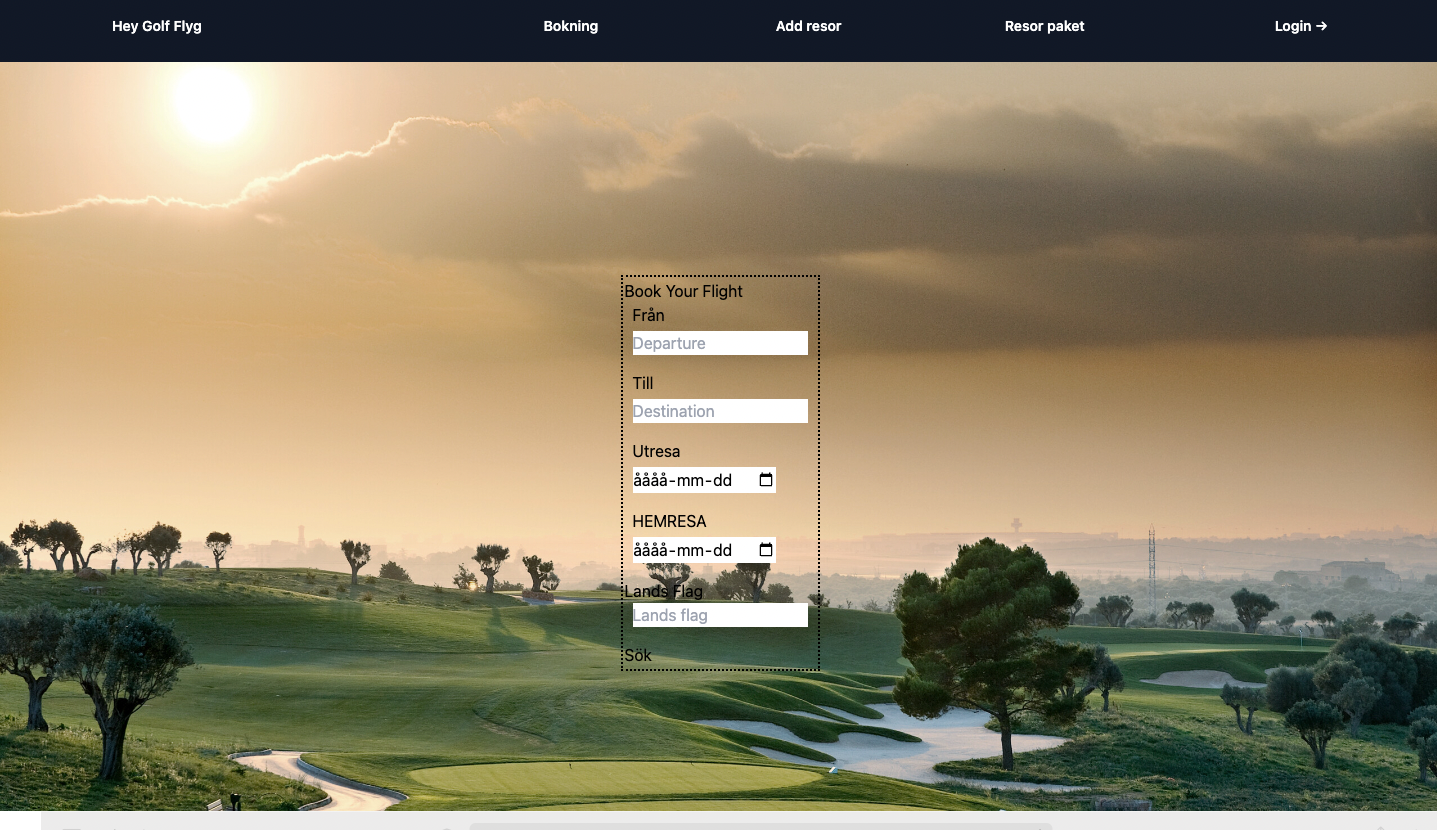 Hey Golf Flyg Bokning Add resor Resor paket Login →
Book Your Flight
Från
Departure
Till
Destination
Utresa
åååå-mm-dd
HEMRESA
åååå-mm-dd
Lands Flag
Lands flag
Sök